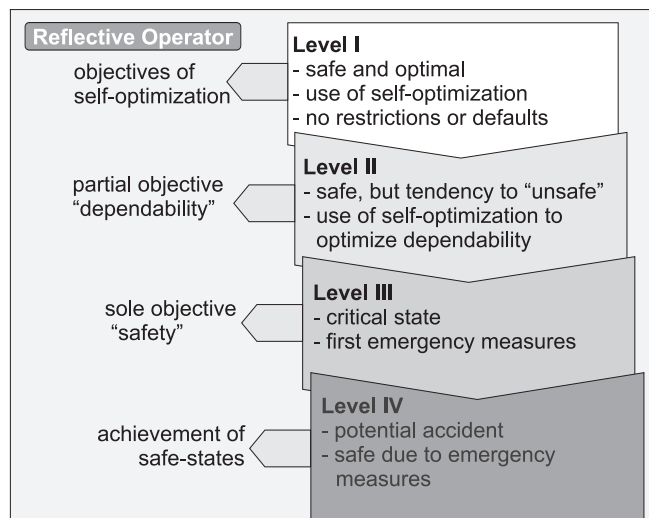 Reflective Operator
objectives of
self-optimization
Level I
- safe and optimal
- use of self-optimization
- no restrictions or defaults
partial objective
“dependability”
Level II
- safe, but tendency to “unsafe”
- use of self-optimization to
optimize dependability
sole objective
“safety”
Level III
- critical state
- first emergency measures
achievement of
safe-states
Level IV
- potential accident
- safe due to emergency
measures